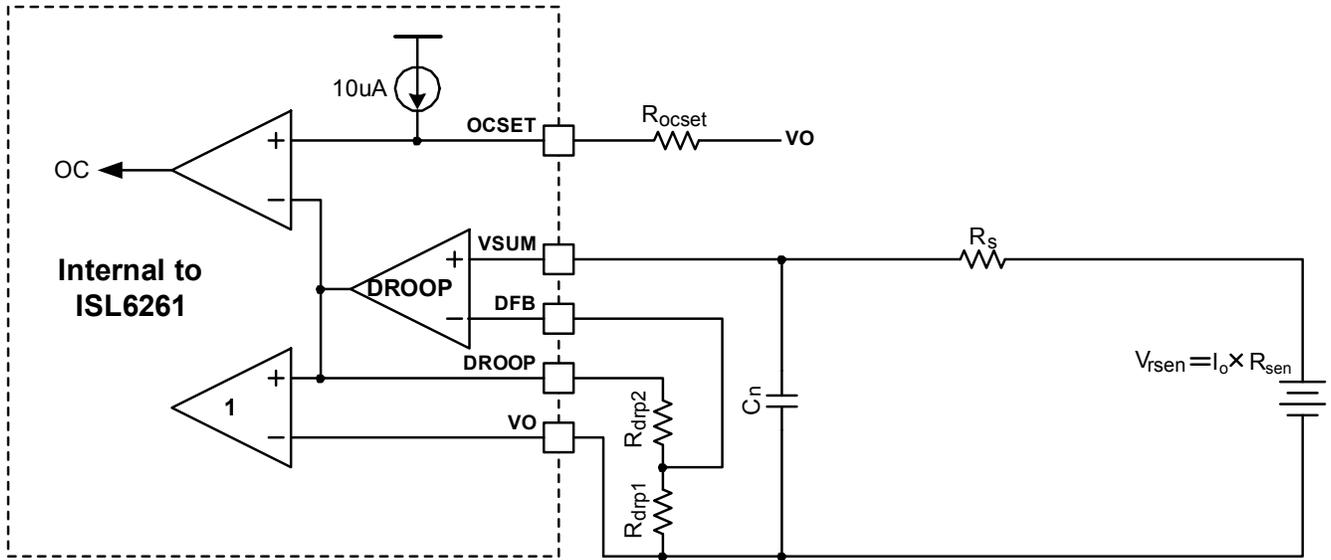 10uA
OCSET
Rocset
VO
OC
+
−
Internal to
ISL6261
DROOP
+
−
VSUM
DFB
DROOP
VO
1
+
−
Rs
Cn
Rdrp2
Rdrp1
Vrsen=Io× Rsen